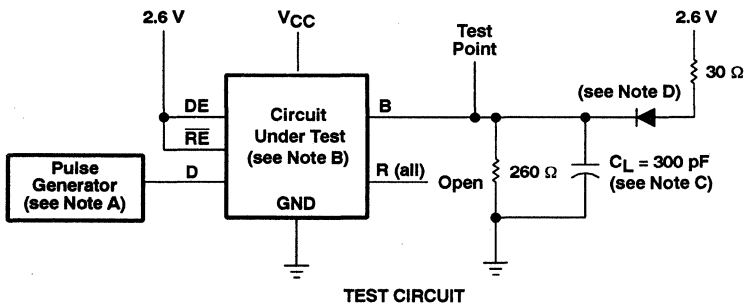 2.6 V
VCC
Test
Point
2.6 V
30 Ω
(see Note D)
DE
RE
D
Circuit
Under Test
(see Note B)
GND
B
R (all)
Open
Pulse
Generator
(see Note A)
260 Ω
CL = 300 pF
(see Note C)
TEST CIRCUIT